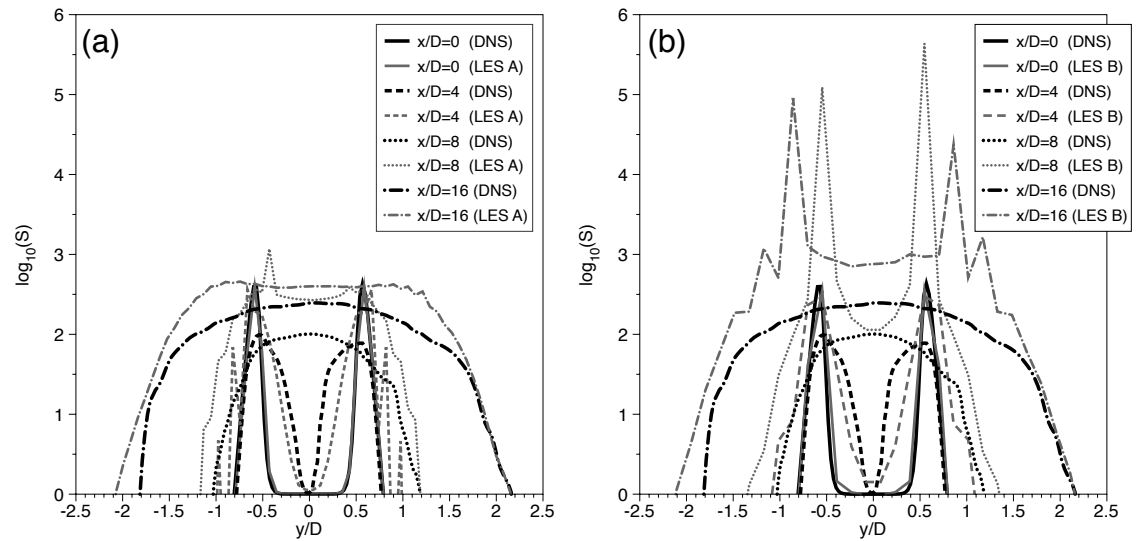 (a)
x/D=0 (DNS)
x/D=0 (LES A)
x/D=4 (DNS)
x/D=4 (LES A)
x/D=8 (DNS)
x/D=8 (LES A)
x/D=16 (DNS)
x/D=16 (LES A)
6
5
4
3
2
1
0
log10(S)
-2.5 -2 -1.5 -1 -0.5 0 0.5 1 1.5 2 2.5
y/D
(b)
x/D=0 (DNS)
x/D=0 (LES B)
x/D=4 (DNS)
x/D=4 (LES B)
x/D=8 (DNS)
x/D=8 (LES B)
x/D=16 (DNS)
x/D=16 (LES B)
6
5
4
3
2
1
0
log10(S)
-2.5 -2 -1.5 -1 -0.5 0 0.5 1 1.5 2 2.5
y/D